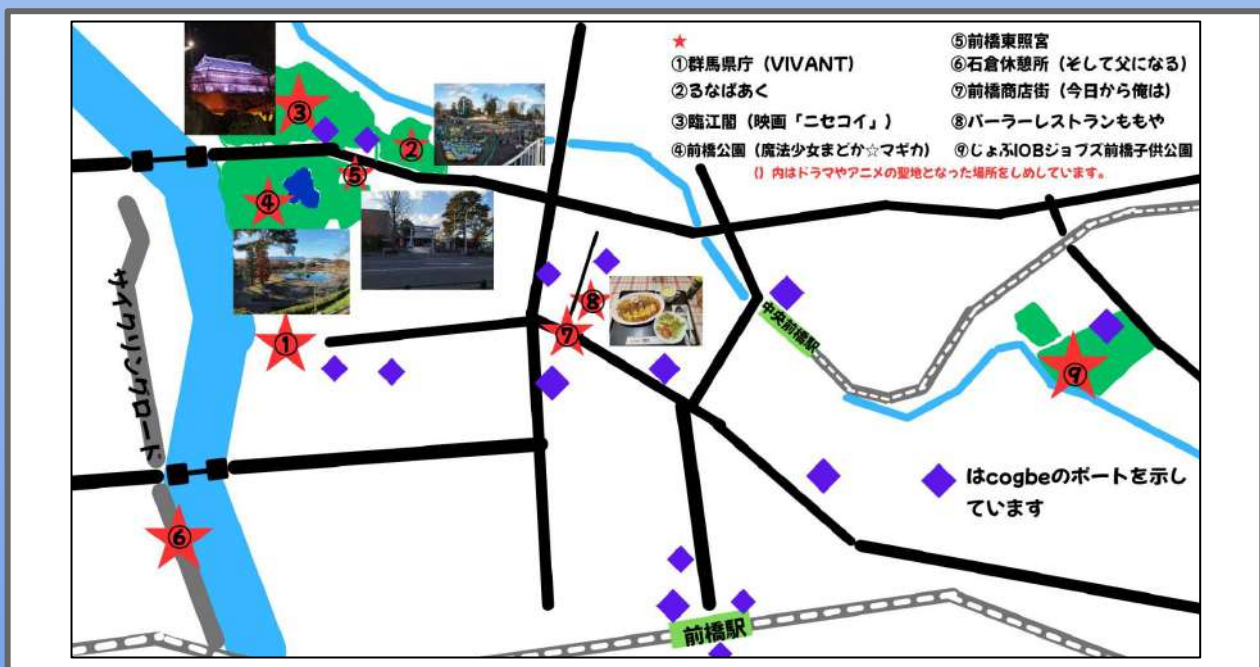 ★
①群馬県庁（VIVANT）
②るなぱあく
③臨江閣（映画「ニセコイ」）
④前橋公園（魔法少女まどか☆マギカ）
⑤前橋東照宮
⑥石倉休憩所（そして父になる）
⑦前橋商店街（今日から俺は）
⑧パーラーレストランももや
⑨じょぶJOBジョブズ前橋子供公園
()内はドラマやアニメの聖地となった場所をしめしています。
③
②
⑤
④
サイクリングロード
①
⑧
⑦
中央前橋駅
⑨
はcogbeのポートを示し
ています
⑥
前橋駅